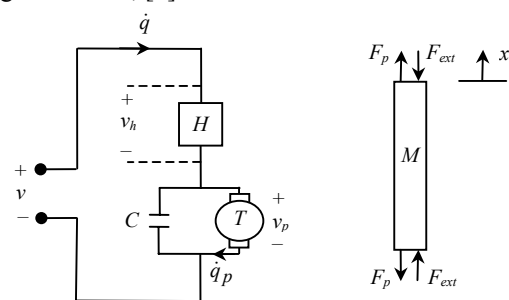 q̇
F_p F_ext x
+
v_h H
−
M
+
v
−
C T
+
v_p
−
q̇_p
F_p F_ext